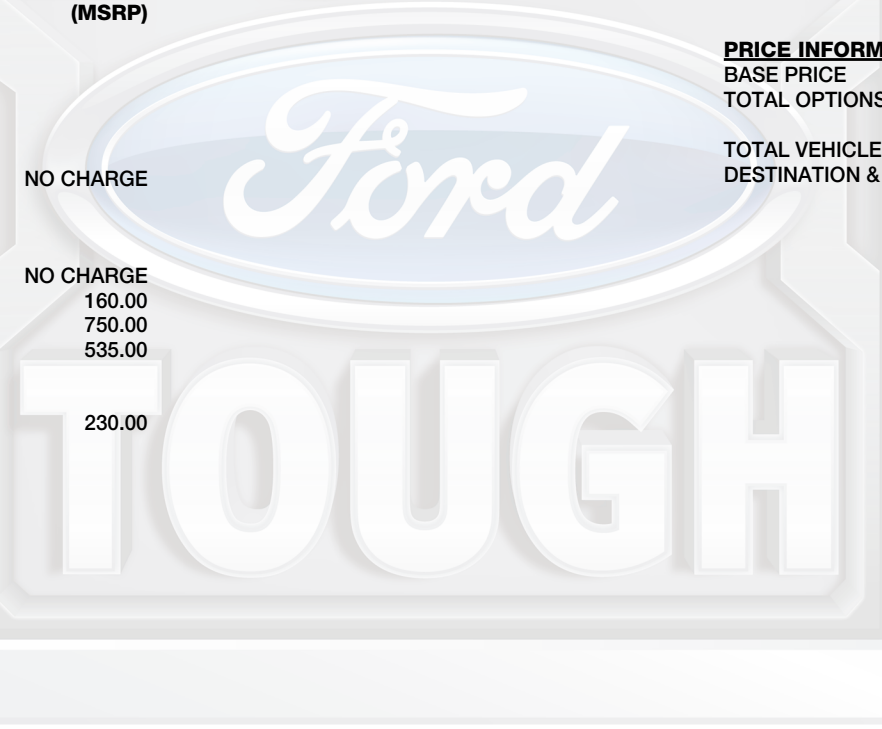 (MSRP)
NO CHARGE
NO CHARGE
160.00
750.00
535.00
230.00
PRICE INFORM
BASE PRICE
TOTAL OPTIONS
TOTAL VEHICLE
DESTINATION &
Ford
TOUGH